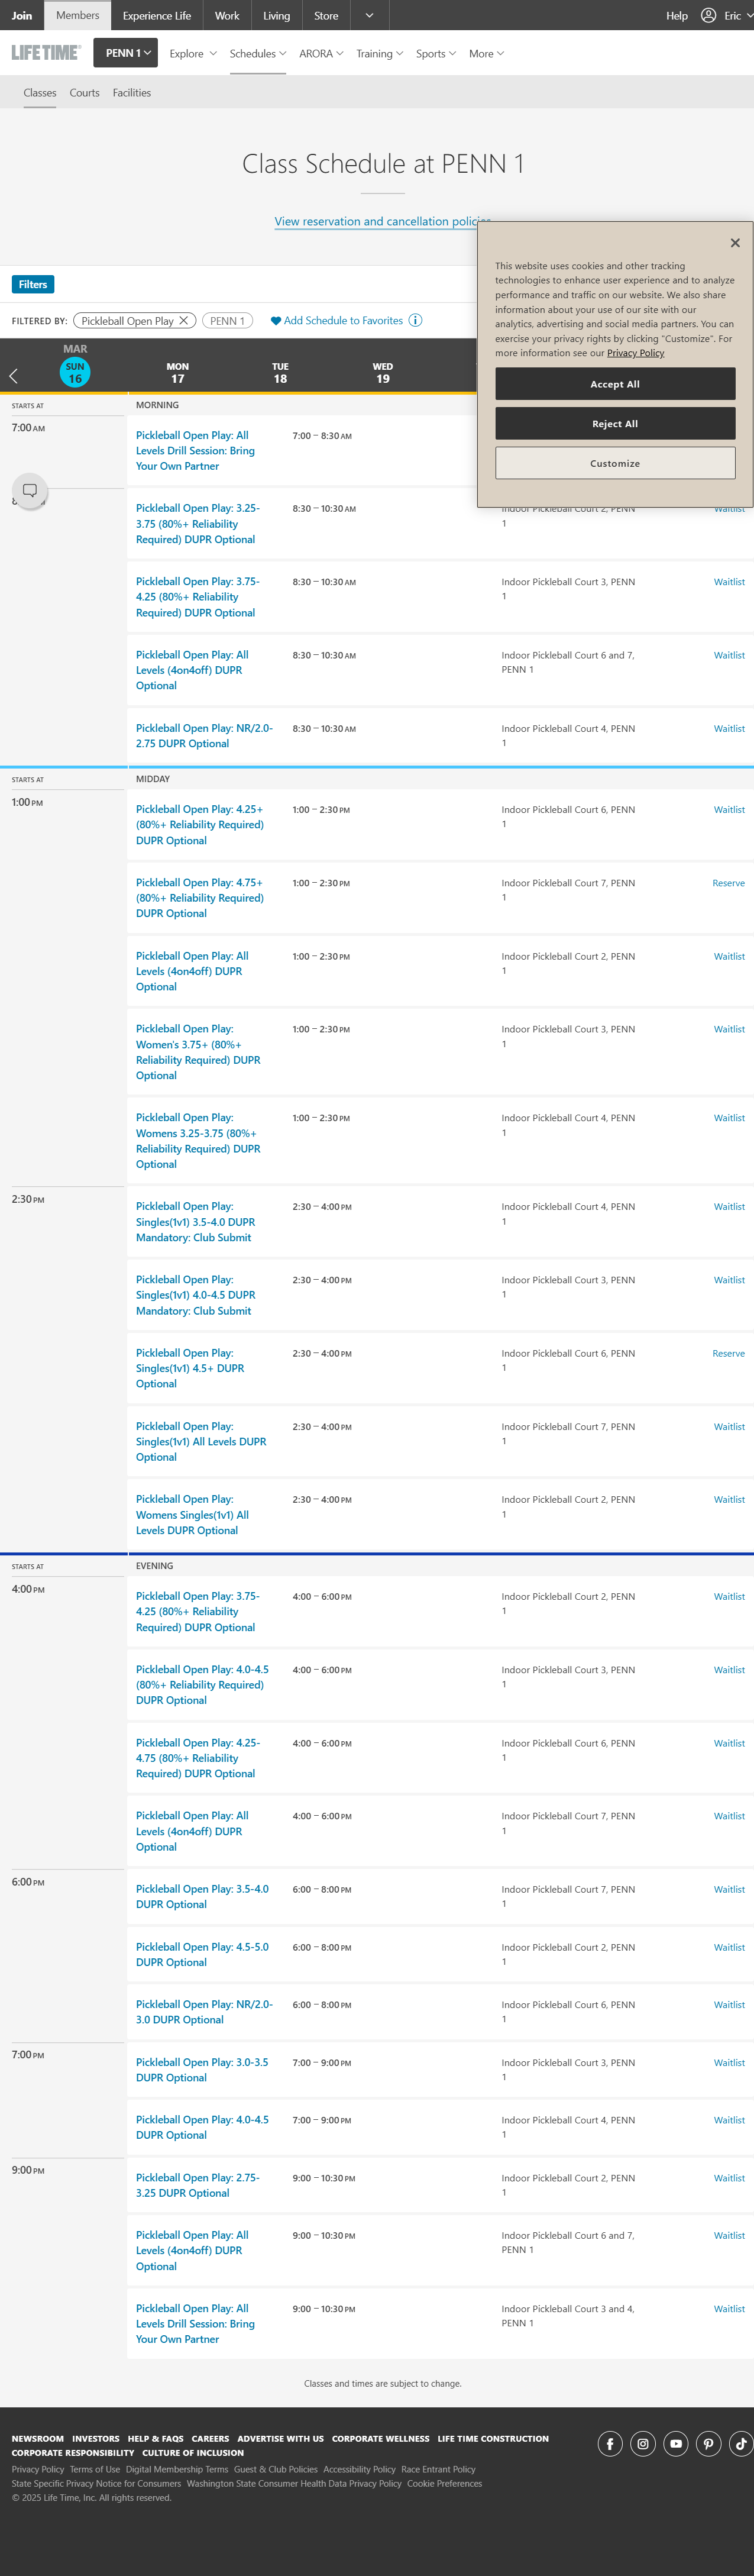 Join Members Experience Life Work Living Store Help Eric
LIFE TIME PENN 1 Explore Schedules ARORA Training Sports More
Classes Courts Facilities
Class Schedule at PENN 1
View reservation and cancellation policies
This website uses cookies and other tracking
technologies to enhance user experience and to analyze
performance and traffic on our website. We also share
information about your use of our site with our
analytics, advertising and social media partners. You can
exercise your privacy rights by clicking "Customize". For
more information see our Privacy Policy
Accept All
Reject All
Customize
Filters
FILTERED BY: Pickleball Open Play PENN 1 Add Schedule to Favorites
MAR
SUN MON TUE WED
16 17 18 19
STARTS AT MORNING
7:00 AM
Pickleball Open Play: All 7:00 – 8:30 AM
Levels Drill Session: Bring
Your Own Partner
Pickleball Open Play: 3.25- 8:30 – 10:30 AM Indoor Pickleball Court 2, PENN Waitlist
3.75 (80%+ Reliability 1
Required) DUPR Optional
Pickleball Open Play: 3.75- 8:30 – 10:30 AM Indoor Pickleball Court 3, PENN Waitlist
4.25 (80%+ Reliability 1
Required) DUPR Optional
Pickleball Open Play: All 8:30 – 10:30 AM Indoor Pickleball Court 6 and 7, Waitlist
Levels (4on4off) DUPR PENN 1
Optional
Pickleball Open Play: NR/2.0- 8:30 – 10:30 AM Indoor Pickleball Court 4, PENN Waitlist
2.75 DUPR Optional 1
STARTS AT MIDDAY
1:00 PM
Pickleball Open Play: 4.25+ 1:00 – 2:30 PM Indoor Pickleball Court 6, PENN Waitlist
(80%+ Reliability Required) 1
DUPR Optional
Pickleball Open Play: 4.75+ 1:00 – 2:30 PM Indoor Pickleball Court 7, PENN Reserve
(80%+ Reliability Required) 1
DUPR Optional
Pickleball Open Play: All 1:00 – 2:30 PM Indoor Pickleball Court 2, PENN Waitlist
Levels (4on4off) DUPR 1
Optional
Pickleball Open Play: 1:00 – 2:30 PM Indoor Pickleball Court 3, PENN Waitlist
Women's 3.75+ (80%+ 1
Reliability Required) DUPR
Optional
Pickleball Open Play: 1:00 – 2:30 PM Indoor Pickleball Court 4, PENN Waitlist
Womens 3.25-3.75 (80%+ 1
Reliability Required) DUPR
Optional
2:30 PM
Pickleball Open Play: 2:30 – 4:00 PM Indoor Pickleball Court 4, PENN Waitlist
Singles(1v1) 3.5-4.0 DUPR 1
Mandatory: Club Submit
Pickleball Open Play: 2:30 – 4:00 PM Indoor Pickleball Court 3, PENN Waitlist
Singles(1v1) 4.0-4.5 DUPR 1
Mandatory: Club Submit
Pickleball Open Play: 2:30 – 4:00 PM Indoor Pickleball Court 6, PENN Reserve
Singles(1v1) 4.5+ DUPR 1
Optional
Pickleball Open Play: 2:30 – 4:00 PM Indoor Pickleball Court 7, PENN Waitlist
Singles(1v1) All Levels DUPR 1
Optional
Pickleball Open Play: 2:30 – 4:00 PM Indoor Pickleball Court 2, PENN Waitlist
Womens Singles(1v1) All 1
Levels DUPR Optional
STARTS AT EVENING
4:00 PM
Pickleball Open Play: 3.75- 4:00 – 6:00 PM Indoor Pickleball Court 2, PENN Waitlist
4.25 (80%+ Reliability 1
Required) DUPR Optional
Pickleball Open Play: 4.0-4.5 4:00 – 6:00 PM Indoor Pickleball Court 3, PENN Waitlist
(80%+ Reliability Required) 1
DUPR Optional
Pickleball Open Play: 4.25- 4:00 – 6:00 PM Indoor Pickleball Court 6, PENN Waitlist
4.75 (80%+ Reliability 1
Required) DUPR Optional
Pickleball Open Play: All 4:00 – 6:00 PM Indoor Pickleball Court 7, PENN Waitlist
Levels (4on4off) DUPR 1
Optional
6:00 PM
Pickleball Open Play: 3.5-4.0 6:00 – 8:00 PM Indoor Pickleball Court 7, PENN Waitlist
DUPR Optional 1
Pickleball Open Play: 4.5-5.0 6:00 – 8:00 PM Indoor Pickleball Court 2, PENN Waitlist
DUPR Optional 1
Pickleball Open Play: NR/2.0- 6:00 – 8:00 PM Indoor Pickleball Court 6, PENN Waitlist
3.0 DUPR Optional 1
7:00 PM
Pickleball Open Play: 3.0-3.5 7:00 – 9:00 PM Indoor Pickleball Court 3, PENN Waitlist
DUPR Optional 1
Pickleball Open Play: 4.0-4.5 7:00 – 9:00 PM Indoor Pickleball Court 4, PENN Waitlist
DUPR Optional 1
9:00 PM
Pickleball Open Play: 2.75- 9:00 – 10:30 PM Indoor Pickleball Court 2, PENN Waitlist
3.25 DUPR Optional 1
Pickleball Open Play: All 9:00 – 10:30 PM Indoor Pickleball Court 6 and 7, Waitlist
Levels (4on4off) DUPR PENN 1
Optional
Pickleball Open Play: All 9:00 – 10:30 PM Indoor Pickleball Court 3 and 4, Waitlist
Levels Drill Session: Bring PENN 1
Your Own Partner
Classes and times are subject to change.
NEWSROOM INVESTORS HELP & FAQS CAREERS ADVERTISE WITH US CORPORATE WELLNESS LIFE TIME CONSTRUCTION
CORPORATE RESPONSIBILITY CULTURE OF INCLUSION
Privacy Policy Terms of Use Digital Membership Terms Guest & Club Policies Accessibility Policy Race Entrant Policy
State Specific Privacy Notice for Consumers Washington State Consumer Health Data Privacy Policy Cookie Preferences
© 2025 Life Time, Inc. All rights reserved.